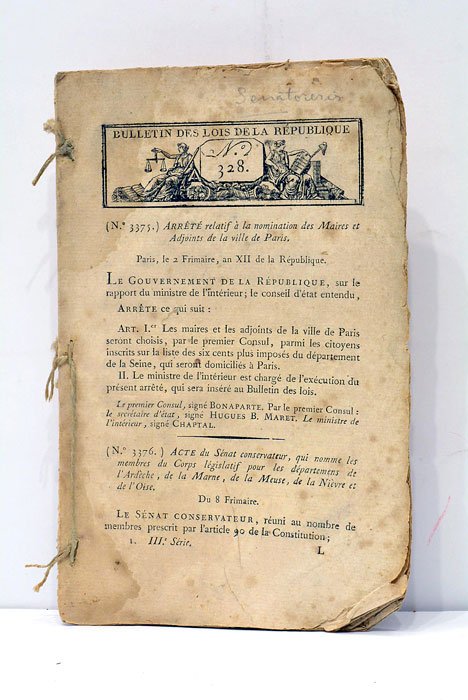 BULLETIN DES LOIS DE LA RÉPUBLIQUE
N.º
328.
(N.º 3375.) ARRÊTÉ relatif à la nomination des Maires et
Adjoints de la ville de Paris.
Paris, le 2 Frimaire, an XII de la République.
LE GOUVERNEMENT DE LA RÉPUBLIQUE, sur le
rapport du ministre de l'intérieur; le conseil d'état entendu,
ARRÊTE ce qui suit :
ART. I.er Les maires et les adjoints de la ville de Paris
seront choisis, par le premier Consul, parmi les citoyens
inscrits sur la liste des six cents plus imposés du département
de la Seine, qui seront domiciliés à Paris.
II. Le ministre de l'intérieur est chargé de l'exécution du
présent arrêté, qui sera inséré au Bulletin des lois.
Le premier Consul, signé BONAPARTE. Par le premier Consul :
le secrétaire d'état, signé HUGUES B. MARET. Le ministre de
l'intérieur, signé CHAPTAL.
(N.º 3376.) ACTE du Sénat conservateur, qui nomme les
membres du Corps législatif pour les départemens de
l'Ardèche, de la Marne, de la Meuse, de la Nièvre et
de l'Oise.
Du 8 Frimaire.
LE SÉNAT CONSERVATEUR, réuni au nombre de
membres prescrit par l'article 90 de la Constitution;
1. III.e Série.
L